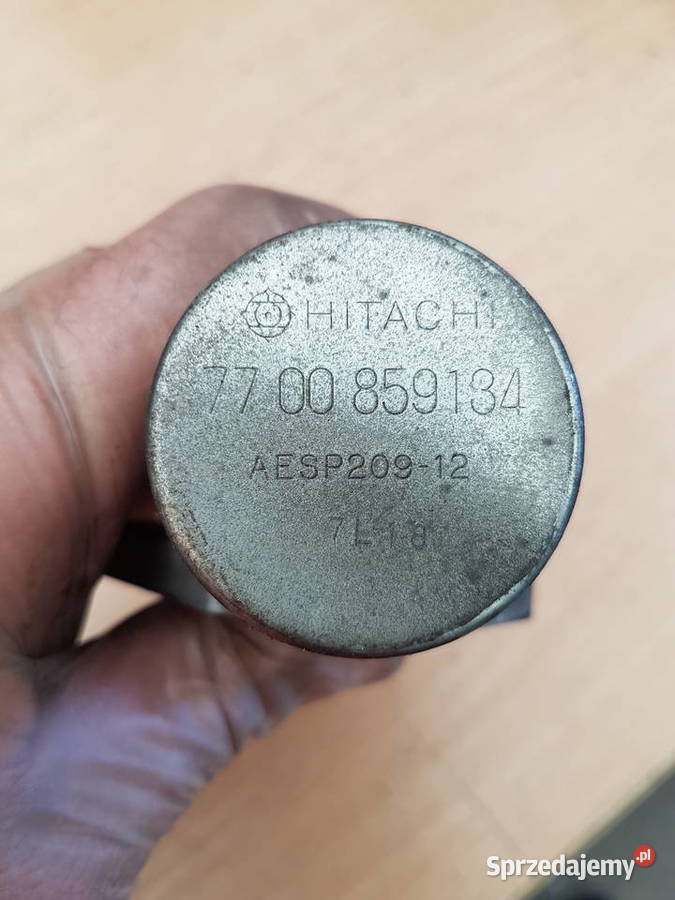 HITACHI
77 00 859134
AESP209-12
7L18
Sprzedajemy.pl